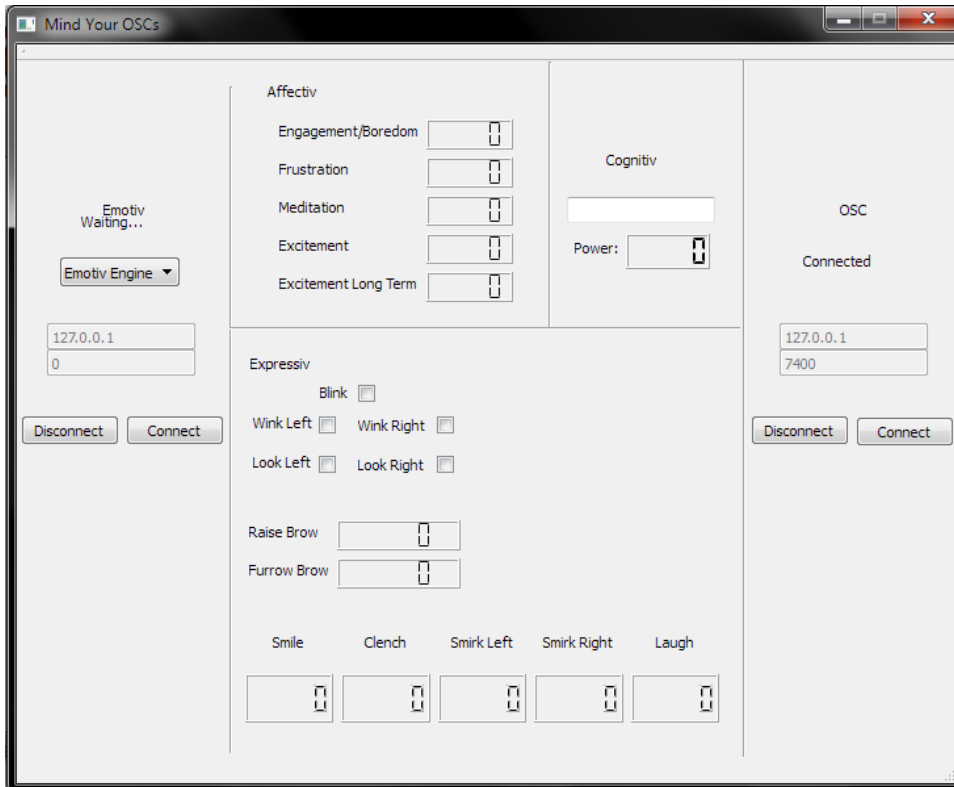 Mind Your OSCs
Emotiv
Waiting...
Emotiv Engine
127.0.0.1
0
Disconnect Connect
Affectiv
Engagement/Boredom 0
Frustration 0
Meditation 0
Excitement 0
Excitement Long Term 0
Cognitiv
Power: 0
Expressiv
Blink
Wink Left Wink Right
Look Left Look Right
Raise Brow 0
Furrow Brow 0
Smile Clench Smirk Left Smirk Right Laugh
0 0 0 0 0
OSC
Connected
127.0.0.1
7400
Disconnect Connect